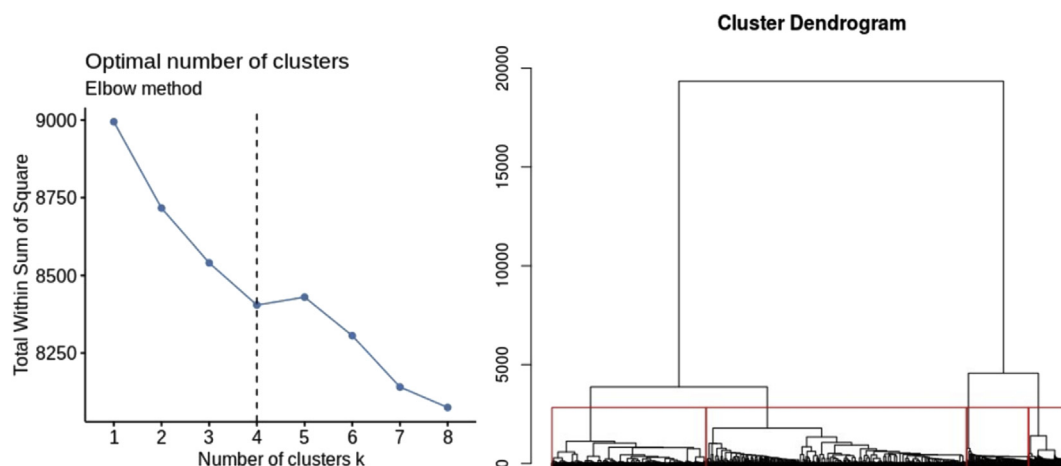 Optimal number of clusters
Elbow method
9000
8750
8500
8250
Total Within Sum of Square
1 2 3 4 5 6 7 8
Number of clusters k
Cluster Dendrogram
20000
15000
10000
5000
0